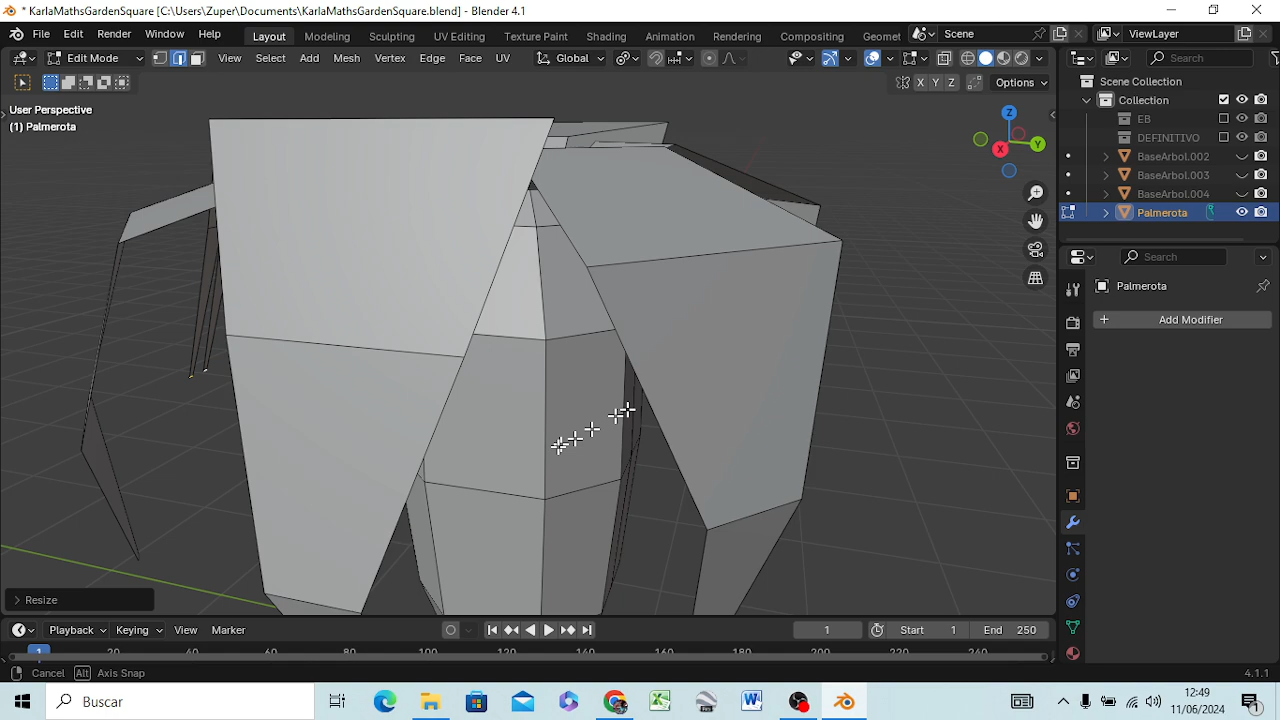 * KarlaMathsGardenSquare [C:\Users\Zuper\Documents\KarlaMathsGardenSquare.blend] - Blender 4.1
File Edit Render Window Help Layout Modeling Sculpting UV Editing Texture Paint Shading Animation Rendering Compositing Geomet Scene ViewLayer
Edit Mode View Select Add Mesh Vertex Edge Face UV Global Search
X Y Z Options
User Perspective
(1) Palmerota
Z
Y
X
Scene Collection
Collection
EB
DEFINITIVO
BaseArbol.002
BaseArbol.003
BaseArbol.004
Palmerota
Search
Palmerota
Add Modifier
Resize
Playback Keying View Marker 1 Start 1 End 250
1 20 40 60 80 100 120 140 160 180 200 220 240
Cancel Alt Axis Snap 4.1.1
Buscar
12:49
11/06/2024
1